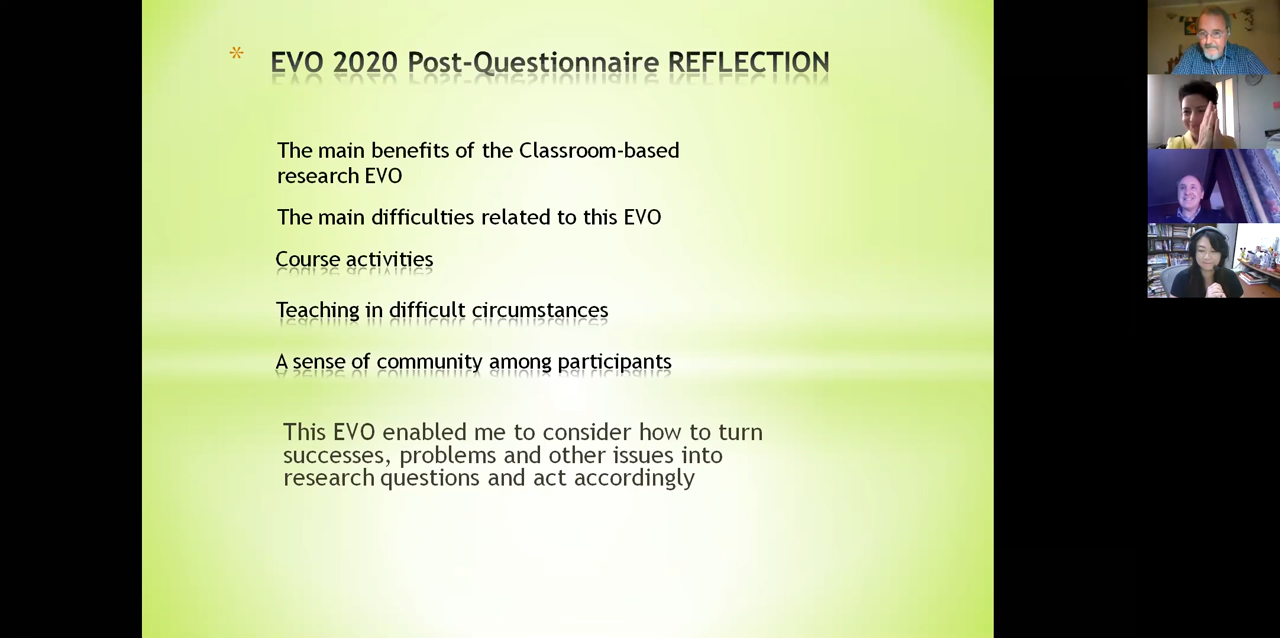 * EVO 2020 Post-Questionnaire REFLECTION
The main benefits of the Classroom-based
research EVO
The main difficulties related to this EVO
Course activities
Teaching in difficult circumstances
A sense of community among participants
This EVO enabled me to consider how to turn
successes, problems and other issues into
research questions and act accordingly